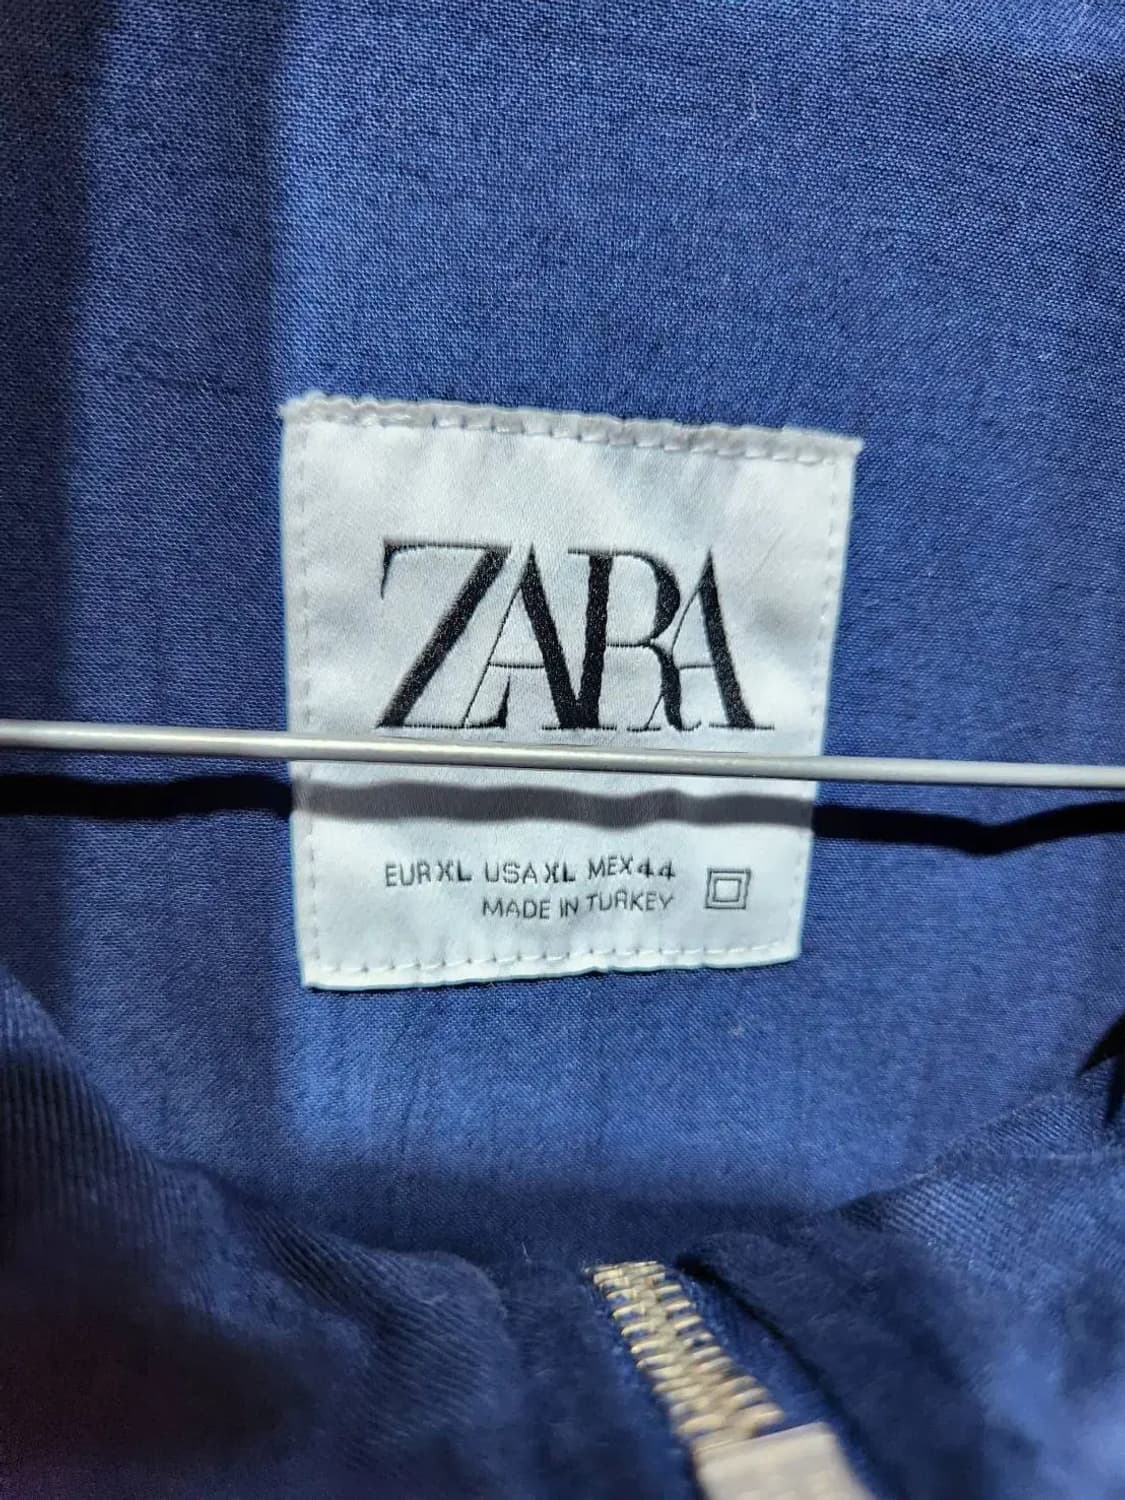 ZARA
EUR XL USA XL MEX 44
MADE IN TURKEY